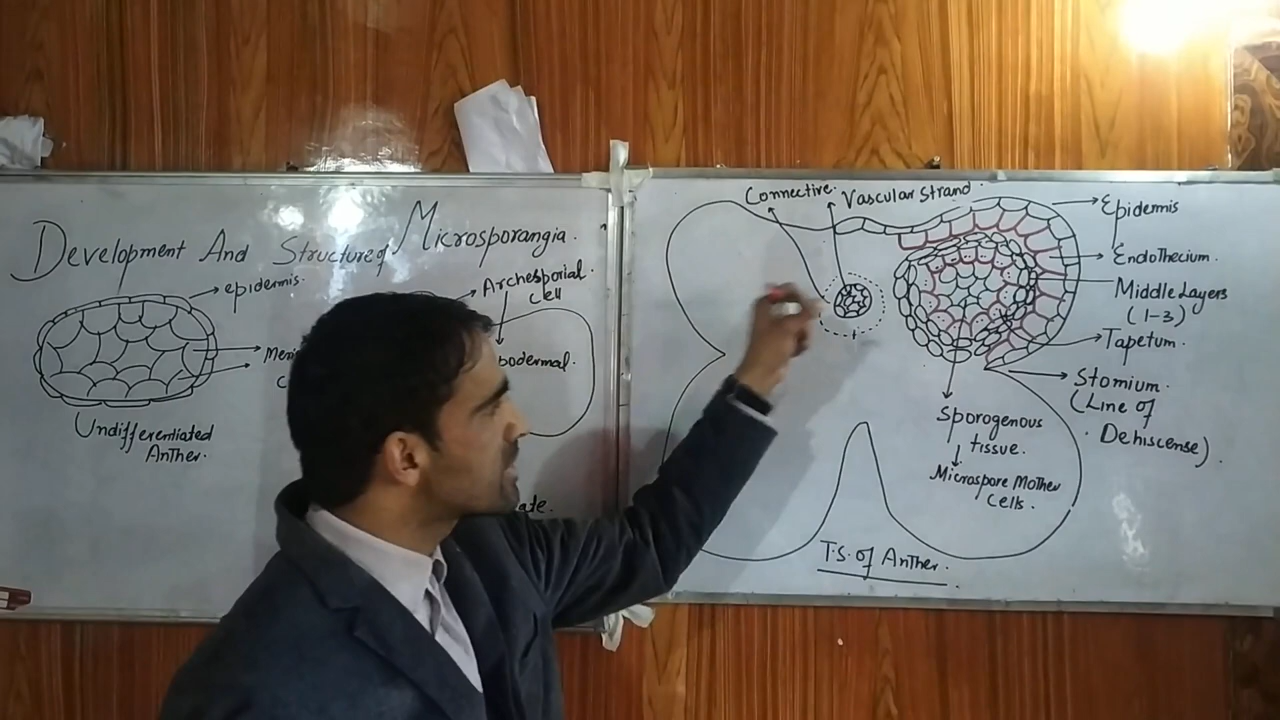 Development And Structure of Microsporangia.
epidermis.
Undifferentiated
Anther.
Archesporial.
cell
Connective.
Vascular Strand
Epidermis
Endothecium.
Middle Layers
(1-3)
Tapetum.
Stomium.
(Line of
Dehiscense).
Sporogenous
tissue.
Microspore Mother
Cells.
T.S. of Anther.